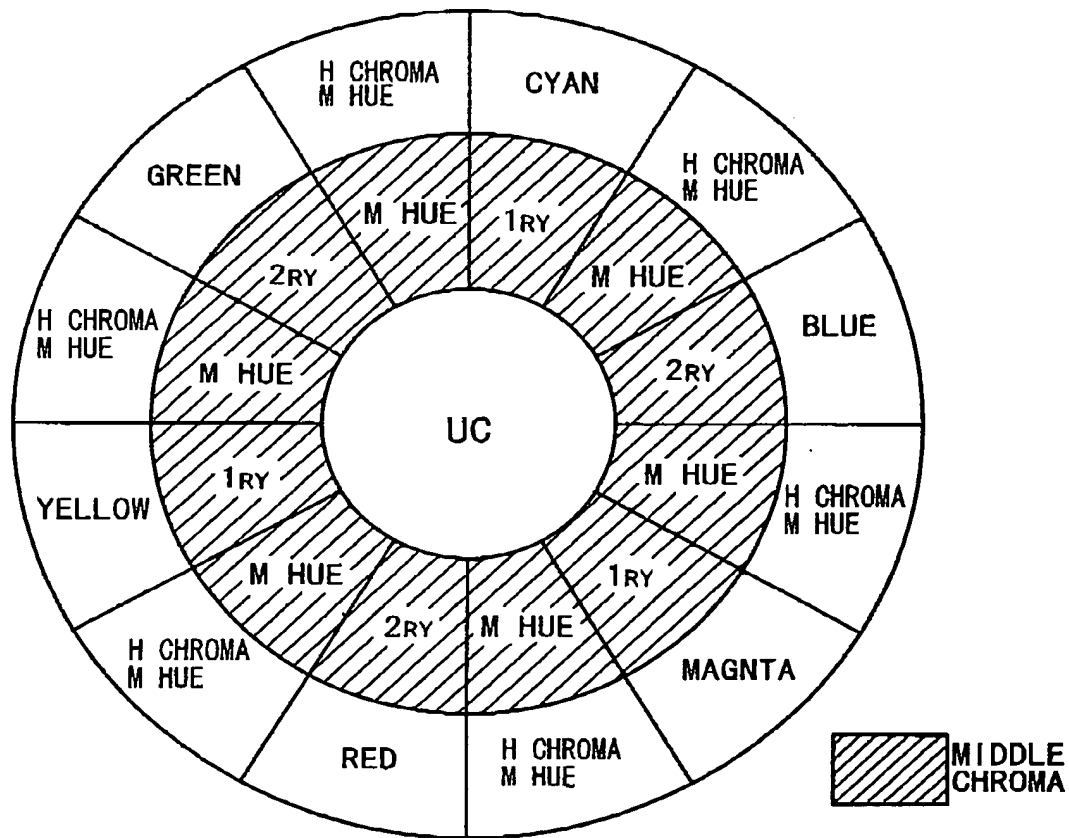 H CHROMA
M HUE
CYAN
H CHROMA
M HUE
BLUE
H CHROMA
M HUE
MAGNTA
H CHROMA
M HUE
RED
H CHROMA
M HUE
YELLOW
H CHROMA
M HUE
GREEN
M HUE
1RY
M HUE
2RY
M HUE
1RY
M HUE
2RY
M HUE
1RY
M HUE
2RY
UC
MIDDLE
CHROMA